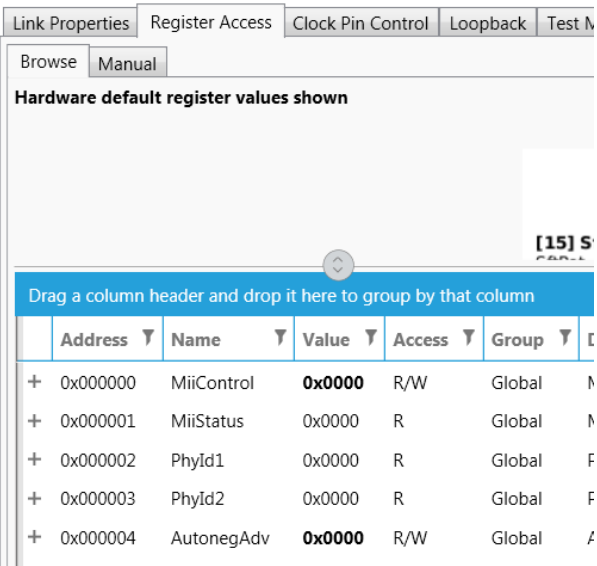 Link Properties Register Access Clock Pin Control Loopback Test
Browse Manual
Hardware default register values shown
[15]
Drag a column header and drop it here to group by that column
Address Name Value Access Group
0x000000 MiiControl 0x0000 R/W Global
0x000001 MiiStatus 0x0000 R Global
0x000002 PhyId1 0x0000 R Global
0x000003 PhyId2 0x0000 R Global
0x000004 AutonegAdv 0x0000 R/W Global